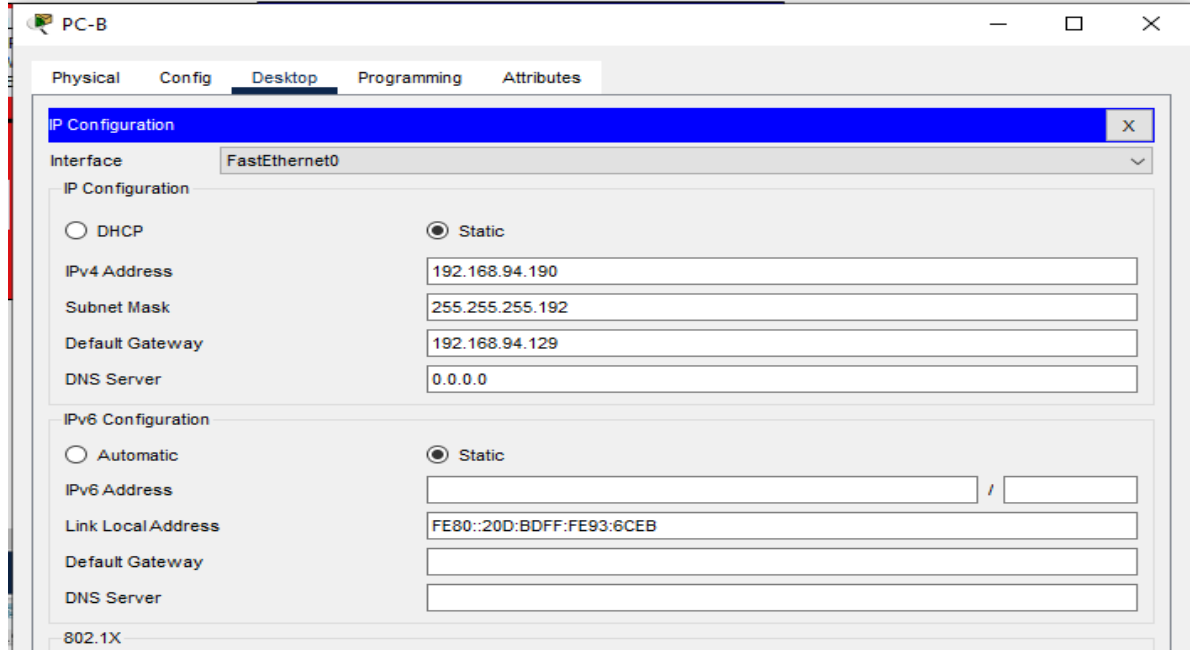 PC-B
Physical Config Desktop Programming Attributes
IP Configuration X
Interface FastEthernet0
IP Configuration
DHCP Static
IPv4 Address 192.168.94.190
Subnet Mask 255.255.255.192
Default Gateway 192.168.94.129
DNS Server 0.0.0.0
IPv6 Configuration
Automatic Static
IPv6 Address /
Link Local Address FE80::20D:BDFF:FE93:6CEB
Default Gateway
DNS Server
802.1X